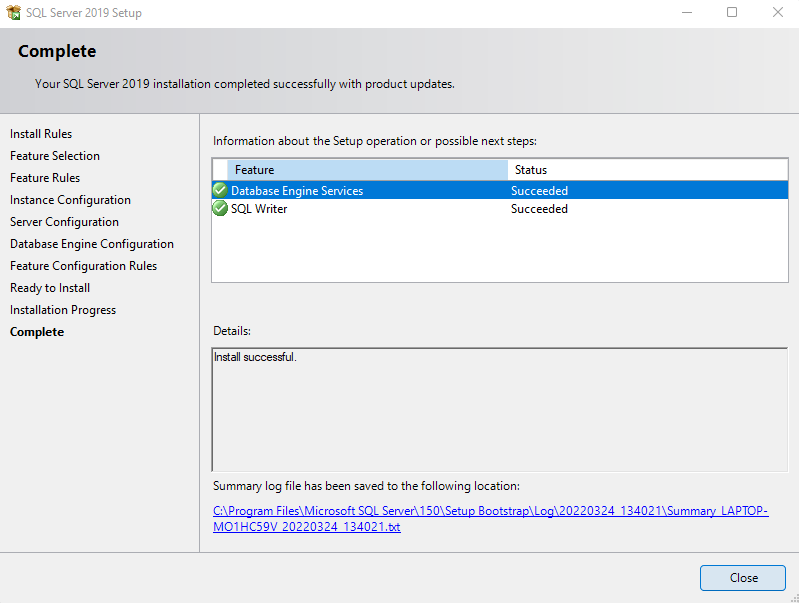 SQL Server 2019 Setup
Complete
Your SQL Server 2019 installation completed successfully with product updates.
Install Rules
Feature Selection
Feature Rules
Instance Configuration
Server Configuration
Database Engine Configuration
Feature Configuration Rules
Ready to Install
Installation Progress
Complete
Information about the Setup operation or possible next steps:
Feature Status
Database Engine Services Succeeded
SQL Writer Succeeded
Details:
Install successful.
Summary log file has been saved to the following location:
C:\Program Files\Microsoft SQL Server\150\Setup Bootstrap\Log\20220324_134021\Summary_LAPTOP-
MO1HC59V_20220324_134021.txt
Close